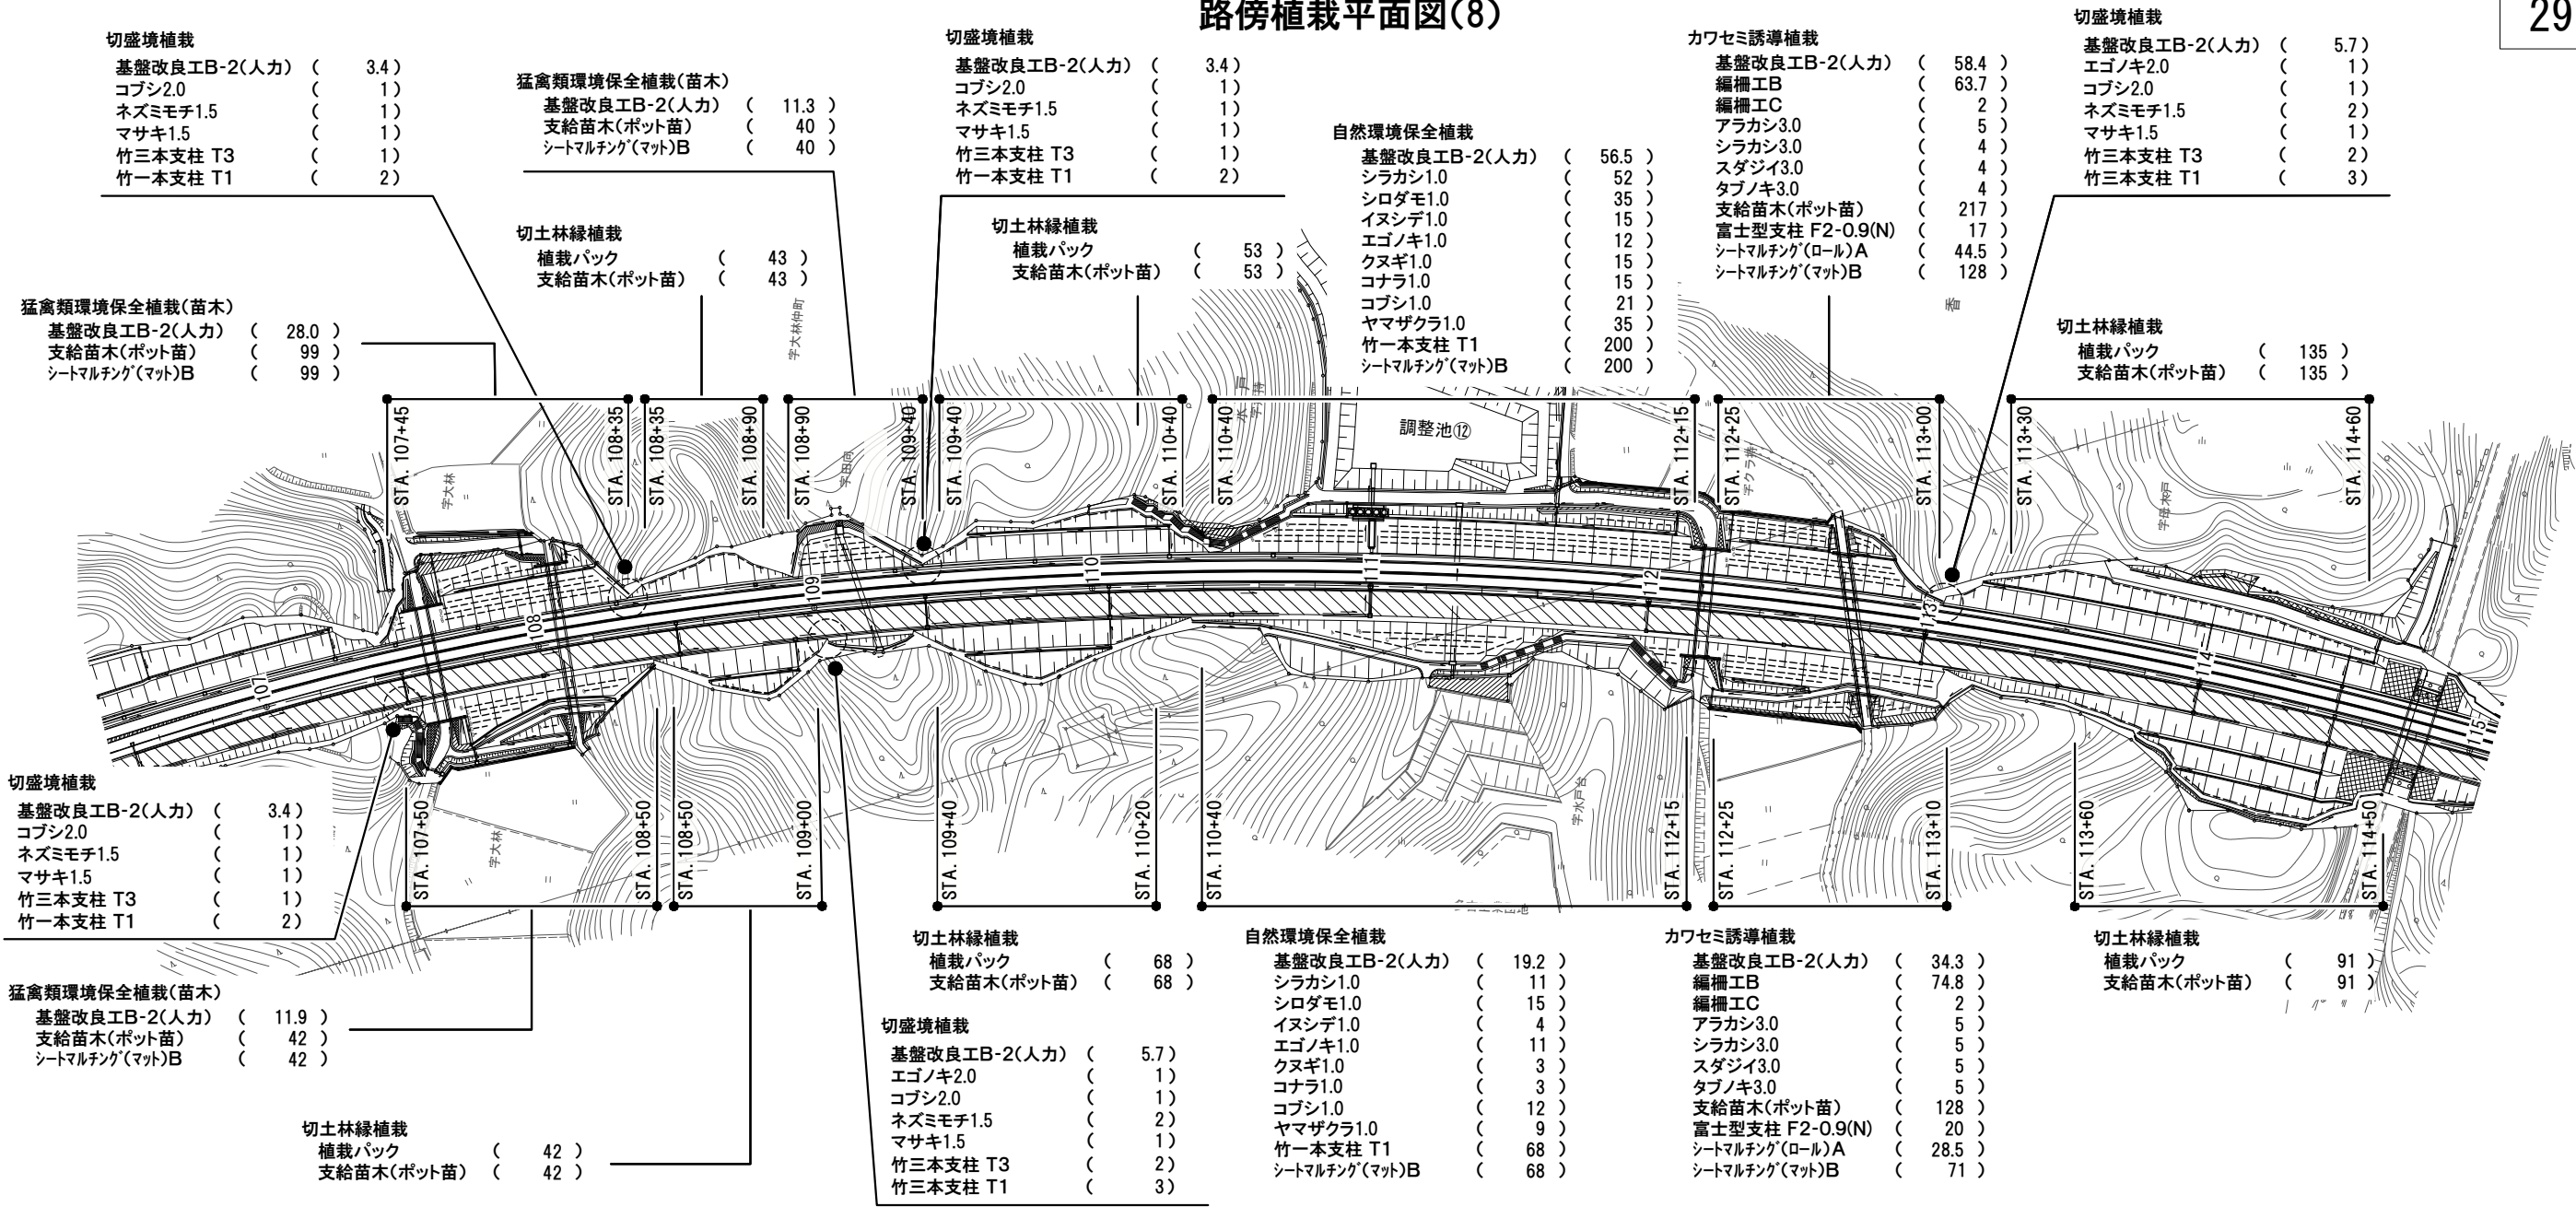 路傍植栽平面図(8)
29
切盛境植栽
基盤改良工B-2(人力) ( 3.4 )
コブシ2.0 ( 1 )
ネズミモチ1.5 ( 1 )
マサキ1.5 ( 1 )
竹三本支柱 T3 ( 1 )
竹一本支柱 T1 ( 2 )
猛禽類環境保全植栽(苗木)
基盤改良工B-2(人力) ( 11.3 )
支給苗木(ポット苗) ( 40 )
シートマルチング(マット)B ( 40 )
切盛境植栽
基盤改良工B-2(人力) ( 3.4 )
コブシ2.0 ( 1 )
ネズミモチ1.5 ( 1 )
マサキ1.5 ( 1 )
竹三本支柱 T3 ( 1 )
竹一本支柱 T1 ( 2 )
自然環境保全植栽
基盤改良工B-2(人力) ( 56.5 )
シラカシ1.0 ( 52 )
シロダモ1.0 ( 35 )
イヌシデ1.0 ( 15 )
エゴノキ1.0 ( 12 )
クヌギ1.0 ( 15 )
コナラ1.0 ( 15 )
コブシ1.0 ( 21 )
ヤマザクラ1.0 ( 35 )
竹一本支柱 T1 ( 200 )
シートマルチング(マット)B ( 200 )
カワセミ誘導植栽
基盤改良工B-2(人力) ( 58.4 )
編柵工B ( 63.7 )
編柵工C ( 2 )
アラカシ3.0 ( 5 )
シラカシ3.0 ( 4 )
スダジイ3.0 ( 4 )
タブノキ3.0 ( 4 )
支給苗木(ポット苗) ( 217 )
富士型支柱 F2-0.9(N) ( 17 )
シートマルチング(ロール)A ( 44.5 )
シートマルチング(マット)B ( 128 )
切盛境植栽
基盤改良工B-2(人力) ( 5.7 )
エゴノキ2.0 ( 1 )
コブシ2.0 ( 1 )
ネズミモチ1.5 ( 2 )
マサキ1.5 ( 1 )
竹三本支柱 T3 ( 2 )
竹三本支柱 T1 ( 3 )
切土林縁植栽
植栽パック ( 43 )
支給苗木(ポット苗) ( 43 )
切土林縁植栽
植栽パック ( 53 )
支給苗木(ポット苗) ( 53 )
猛禽類環境保全植栽(苗木)
基盤改良工B-2(人力) ( 28.0 )
支給苗木(ポット苗) ( 99 )
シートマルチング(マット)B ( 99 )
切土林縁植栽
植栽パック ( 135 )
支給苗木(ポット苗) ( 135 )
字大林仲町
香
STA. 107+45
STA. 108+35
STA. 108+35
STA. 108+90
STA. 108+90
STA. 109+40
STA. 109+40
STA. 110+40
STA. 110+40
STA. 112+15
STA. 112+25
STA. 113+00
STA. 113+30
STA. 114+60
調整池⑫
字大林
107
108
109
110
111
112
113
114
115
字大林
字水戸台
STA. 107+50
STA. 108+50
STA. 108+50
STA. 109+00
STA. 109+40
STA. 110+20
STA. 110+40
STA. 112+15
STA. 112+25
STA. 113+10
STA. 113+60
STA. 114+50
切盛境植栽
基盤改良工B-2(人力) ( 3.4 )
コブシ2.0 ( 1 )
ネズミモチ1.5 ( 1 )
マサキ1.5 ( 1 )
竹三本支柱 T3 ( 1 )
竹一本支柱 T1 ( 2 )
猛禽類環境保全植栽(苗木)
基盤改良工B-2(人力) ( 11.9 )
支給苗木(ポット苗) ( 42 )
シートマルチング(マット)B ( 42 )
切土林縁植栽
植栽パック ( 42 )
支給苗木(ポット苗) ( 42 )
切土林縁植栽
植栽パック ( 68 )
支給苗木(ポット苗) ( 68 )
切盛境植栽
基盤改良工B-2(人力) ( 5.7 )
エゴノキ2.0 ( 1 )
コブシ2.0 ( 1 )
ネズミモチ1.5 ( 2 )
マサキ1.5 ( 1 )
竹三本支柱 T3 ( 2 )
竹三本支柱 T1 ( 3 )
自然環境保全植栽
基盤改良工B-2(人力) ( 19.2 )
シラカシ1.0 ( 11 )
シロダモ1.0 ( 15 )
イヌシデ1.0 ( 4 )
エゴノキ1.0 ( 11 )
クヌギ1.0 ( 3 )
コナラ1.0 ( 3 )
コブシ1.0 ( 12 )
ヤマザクラ1.0 ( 9 )
竹一本支柱 T1 ( 68 )
シートマルチング(マット)B ( 68 )
カワセミ誘導植栽
基盤改良工B-2(人力) ( 34.3 )
編柵工B ( 74.8 )
編柵工C ( 2 )
アラカシ3.0 ( 5 )
シラカシ3.0 ( 5 )
スダジイ3.0 ( 5 )
タブノキ3.0 ( 5 )
支給苗木(ポット苗) ( 128 )
富士型支柱 F2-0.9(N) ( 20 )
シートマルチング(ロール)A ( 28.5 )
シートマルチング(マット)B ( 71 )
切土林縁植栽
植栽パック ( 91 )
支給苗木(ポット苗) ( 91 )